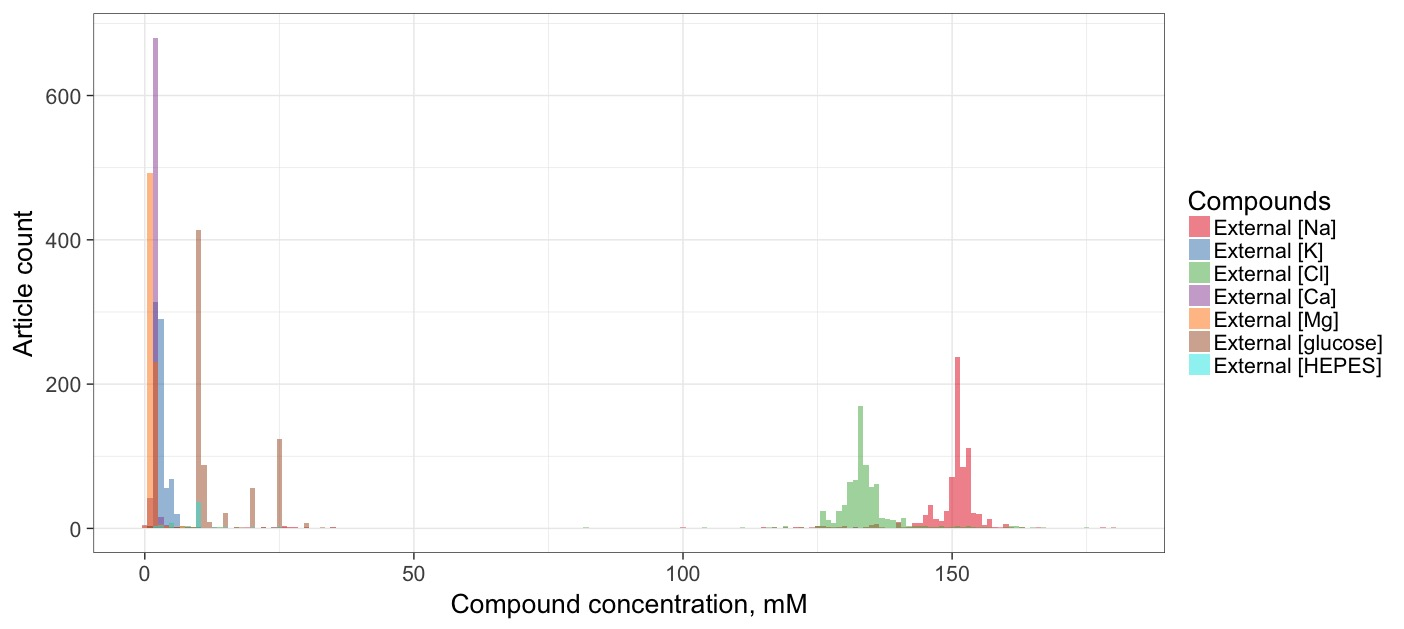 Article count
600
400
200
0
0
50
100
150
Compound concentration, mM
Compounds
External [Na]
External [K]
External [Cl]
External [Ca]
External [Mg]
External [glucose]
External [HEPES]